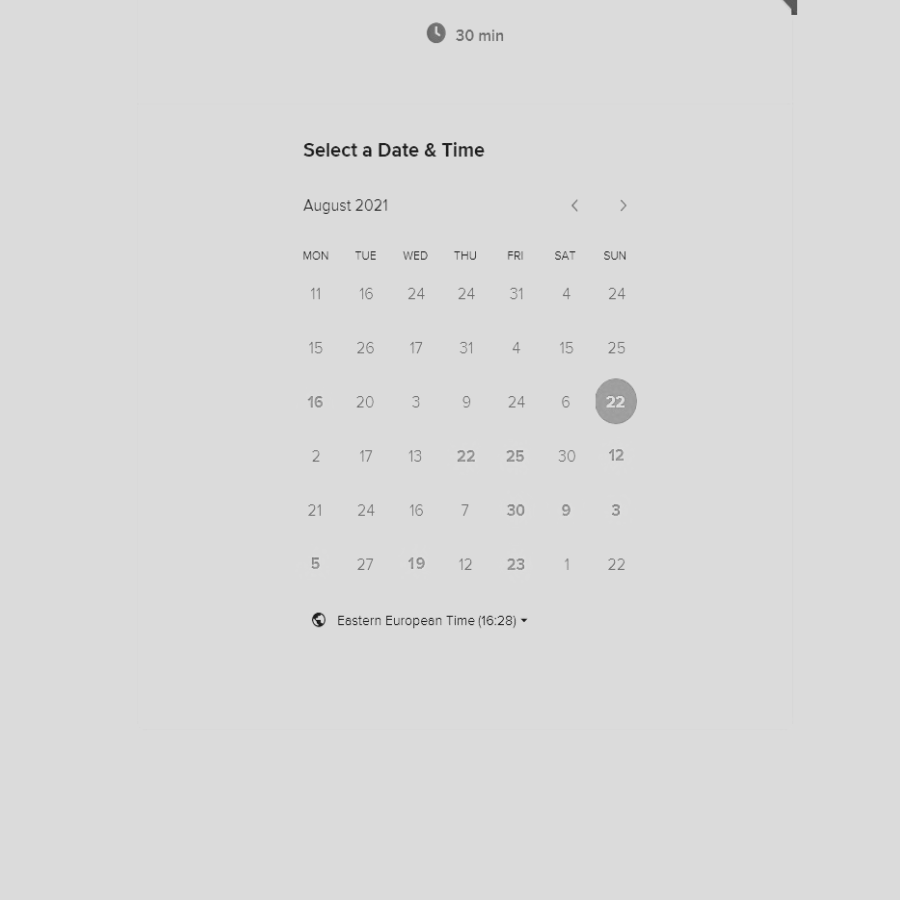 30 min
Select a Date & Time
August 2021
MON TUE WED THU FRI SAT SUN
11 16 24 24 31 4 24
15 26 17 31 4 15 25
16 20 3 9 24 6 22
2 17 13 22 25 30 12
21 24 16 7 30 9 3
5 27 19 12 23 1 22
Eastern European Time (16:28)